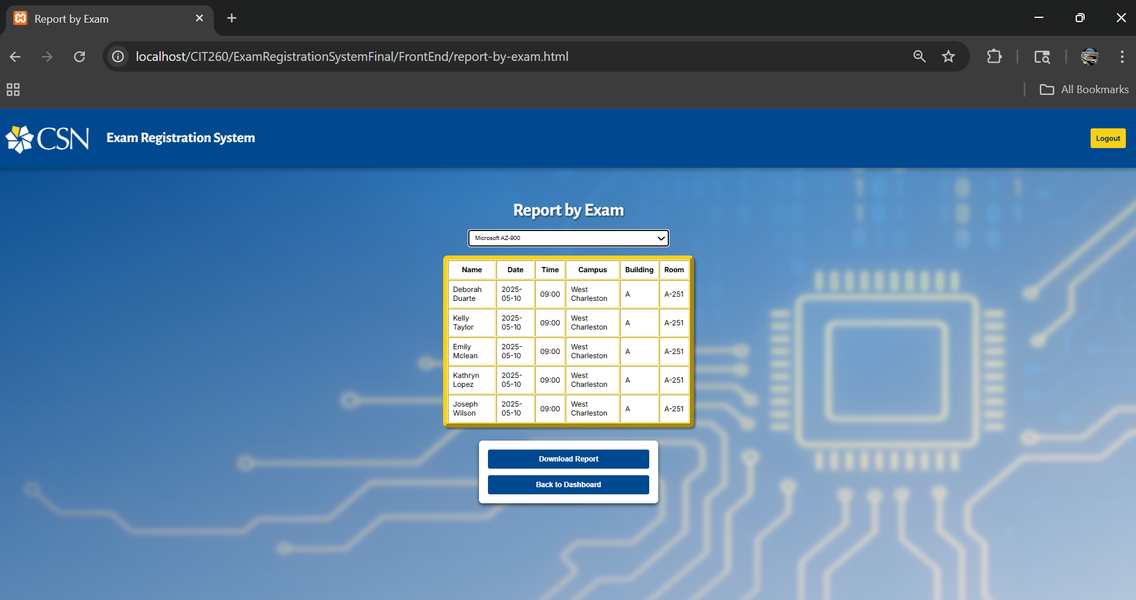 Report by Exam
localhost/CIT260/ExamRegistrationSystemFinal/FrontEnd/report-by-exam.html
All Bookmarks
CSN
Exam Registration System
Logout
Report by Exam
Microsoft AZ-900
Name Date Time Campus Building Room
Deborah Duarte 2025-05-10 09:00 West Charleston A A-251
Kelly Taylor 2025-05-10 09:00 West Charleston A A-251
Emily Mclean 2025-05-10 09:00 West Charleston A A-251
Kathryn Lopez 2025-05-10 09:00 West Charleston A A-251
Joseph Wilson 2025-05-10 09:00 West Charleston A A-251
Download Report
Back to Dashboard